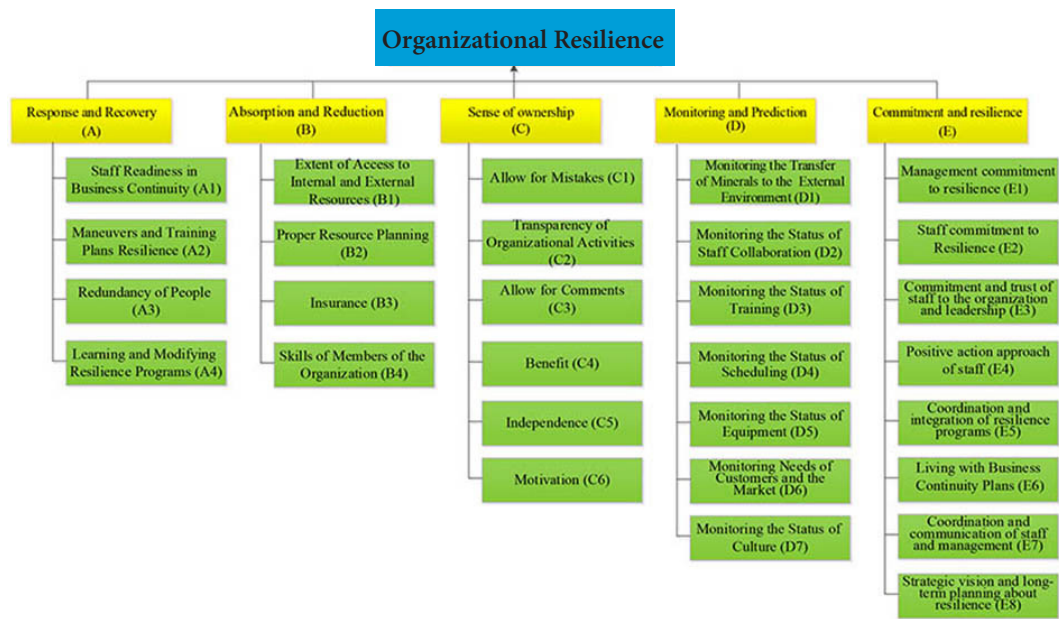 Organizational Resilience
Response and Recovery
(A)
Staff Readiness in
Business Continuity (A1)
Maneuvers and Training
Plans Resilience (A2)
Redundancy of People
(A3)
Learning and Modifying
Resilience Programs (A4)
Absorption and Reduction
(B)
Extent of Access to
Internal and External
Resources (B1)
Proper Resource Planning
(B2)
Insurance (B3)
Skills of Members of the
Organization (B4)
Sense of ownership
(C)
Allow for Mistakes (C1)
Transparency of
Organizational Activities
(C2)
Allow for Comments
(C3)
Benefit (C4)
Independence (C5)
Motivation (C6)
Monitoring and Prediction
(D)
Monitoring the Transfer
of Minerals to the External
Environment (D1)
Monitoring the Status of
Staff Collaboration (D2)
Monitoring the Status of
Training (D3)
Monitoring the Status of
Scheduling (D4)
Monitoring the Status of
Equipment (D5)
Monitoring Needs of
Customers and the
Market (D6)
Monitoring the Status of
Culture (D7)
Commitment and resilience
(E)
Management commitment
to resilience (E1)
Staff commitment to
Resilience (E2)
Commitment and trust of
staff to the organization
and leadership (E3)
Positive action approach
of staff (E4)
Coordination and
integration of resilience
programs (E5)
Living with Business
Continuity Plans (E6)
Coordination and
communication of staff
and management (E7)
Strategic vision and long-
term planning about
resilience (E8)